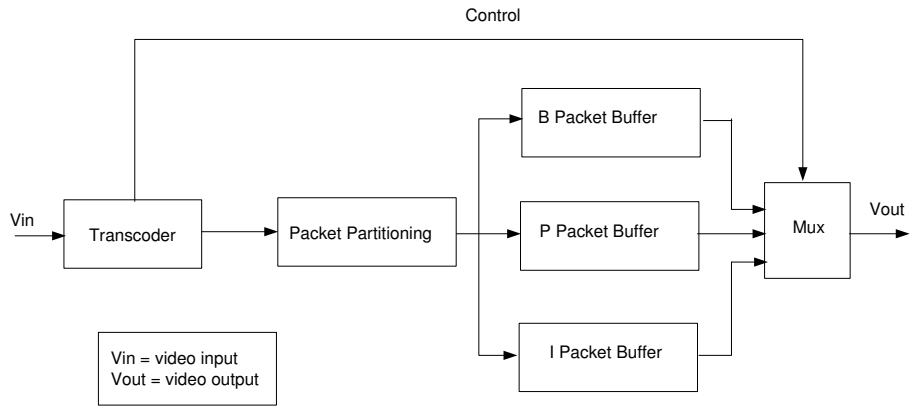 Control
B Packet Buffer
Vin
Transcoder
Packet Partitioning
P Packet Buffer
Mux
Vout
I Packet Buffer
Vin = video input
Vout = video output